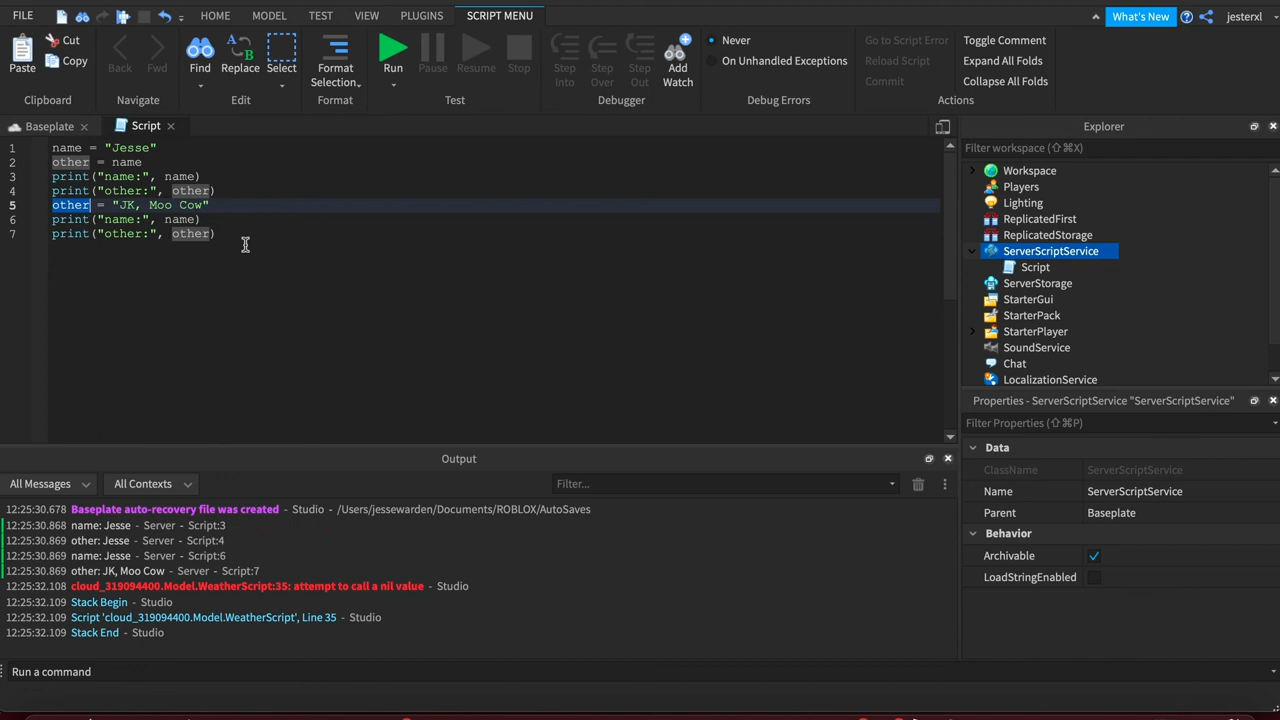 FILE
HOME
MODEL
TEST
VIEW
PLUGINS
SCRIPT MENU
What's New
jesterxl
Paste
Cut
Copy
Clipboard
Back
Fwd
Navigate
Find
Replace
Select
Edit
Format
Selection
Format
Run
Pause
Resume
Stop
Test
Step
Into
Step
Over
Step
Out
Add
Watch
Debugger
Never
On Unhandled Exceptions
Debug Errors
Go to Script Error
Reload Script
Commit
Toggle Comment
Expand All Folds
Collapse All Folds
Actions
Baseplate
Script
1 name = "Jesse"
2 other = name
3 print("name:", name)
4 print("other:", other)
5 other = "JK, Moo Cow"
6 print("name:", name)
7 print("other:", other)
Explorer
Filter workspace (⇧⌘X)
Workspace
Players
Lighting
ReplicatedFirst
ReplicatedStorage
ServerScriptService
Script
ServerStorage
StarterGui
StarterPack
StarterPlayer
SoundService
Chat
LocalizationService
Properties - ServerScriptService "ServerScriptService"
Filter Properties (⇧⌘P)
Data
ClassName ServerScriptService
Name ServerScriptService
Parent Baseplate
Behavior
Archivable
LoadStringEnabled
Output
All Messages
All Contexts
Filter...
12:25:30.678 Baseplate auto-recovery file was created - Studio - /Users/jessewarden/Documents/ROBLOX/AutoSaves
12:25:30.868 name: Jesse - Server - Script:3
12:25:30.869 other: Jesse - Server - Script:4
12:25:30.869 name: Jesse - Server - Script:6
12:25:30.869 other: JK, Moo Cow - Server - Script:7
12:25:32.108 cloud_319094400.Model.WeatherScript:35: attempt to call a nil value - Studio
12:25:32.109 Stack Begin - Studio
12:25:32.109 Script 'cloud_319094400.Model.WeatherScript', Line 35 - Studio
12:25:32.109 Stack End - Studio
Run a command